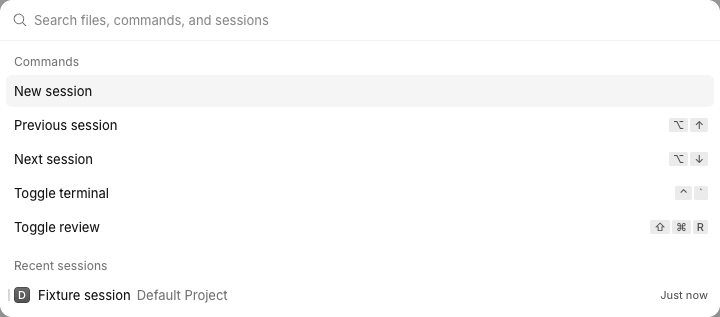 Search files, commands, and sessions
Commands
New session
Previous session ⌥ ↑
Next session ⌥ ↓
Toggle terminal ^ `
Toggle review ⇧ ⌘ R
Recent sessions
D Fixture session Default Project Just now